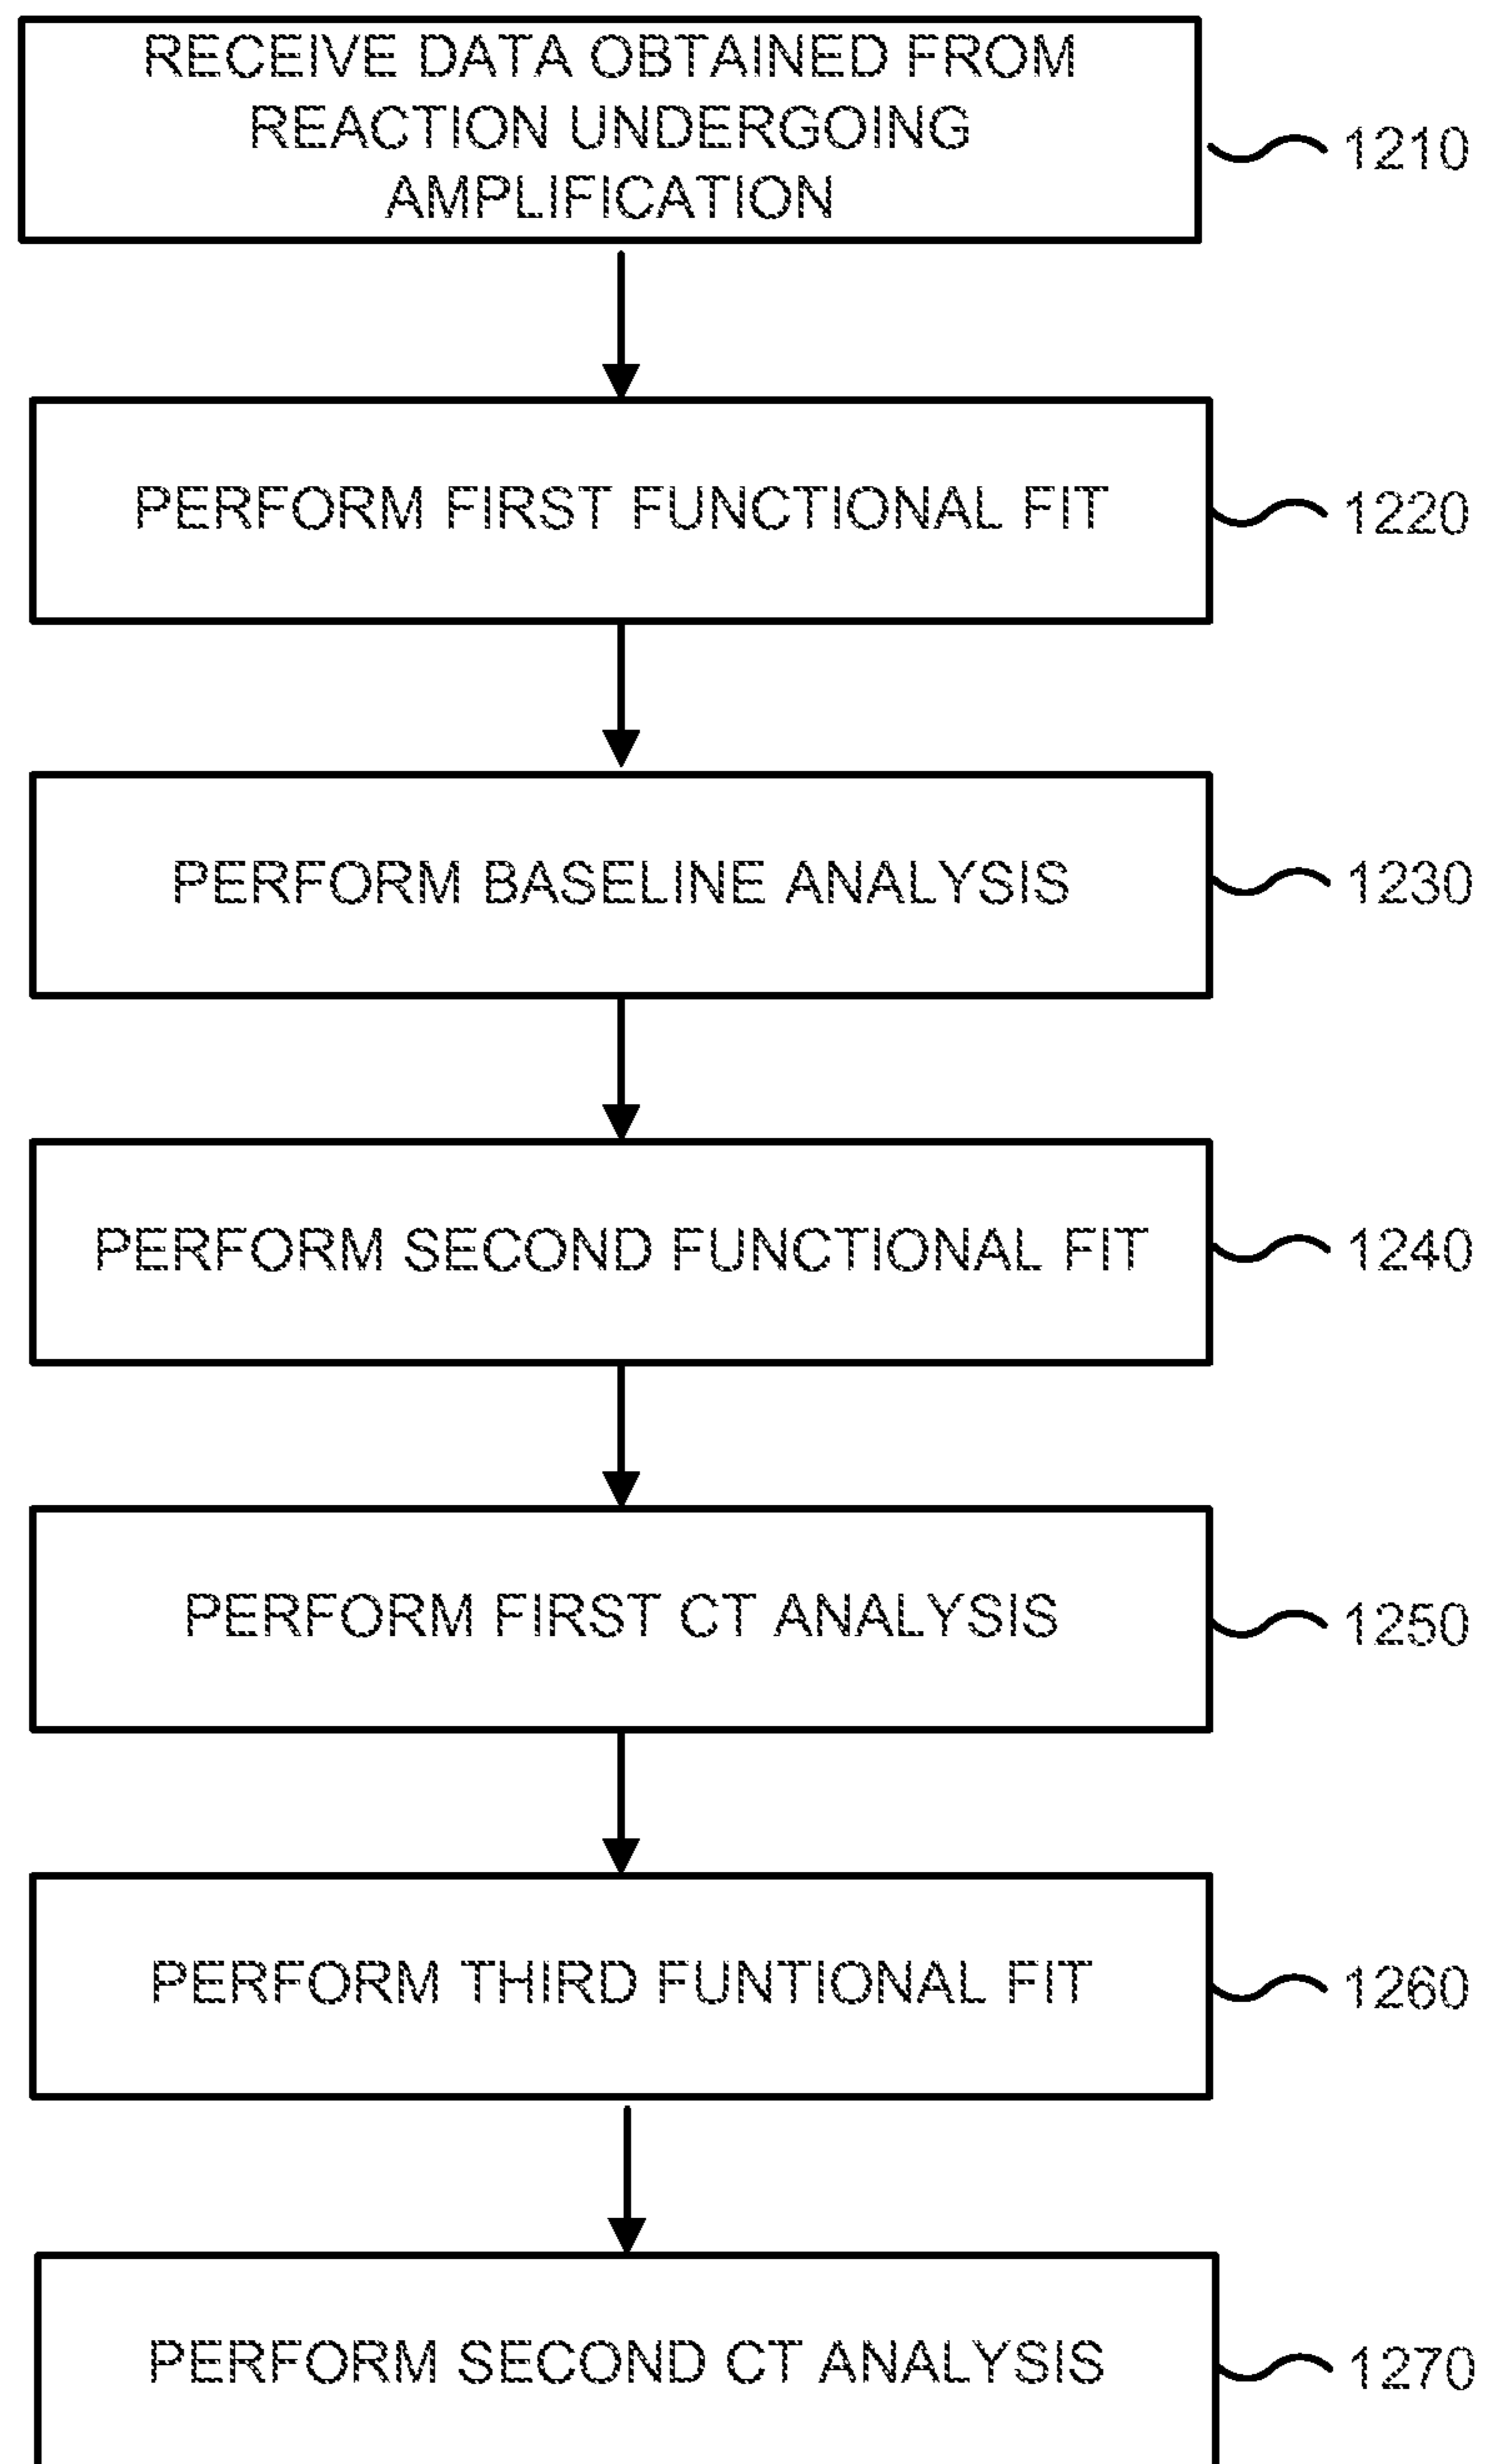 RECEIVE DATA OBTAINED FROM
REACTION UNDERGOING
AMPLIFICATION
1210
PERFORM FIRST FUNCTIONAL FIT
1220
PERFORM BASELINE ANALYSIS
1230
PERFORM SECOND FUNCTIONAL FIT
1240
PERFORM FIRST CT ANALYSIS
1250
PERFORM THIRD FUNTIONAL FIT
1260
PERFORM SECOND CT ANALYSIS
1270